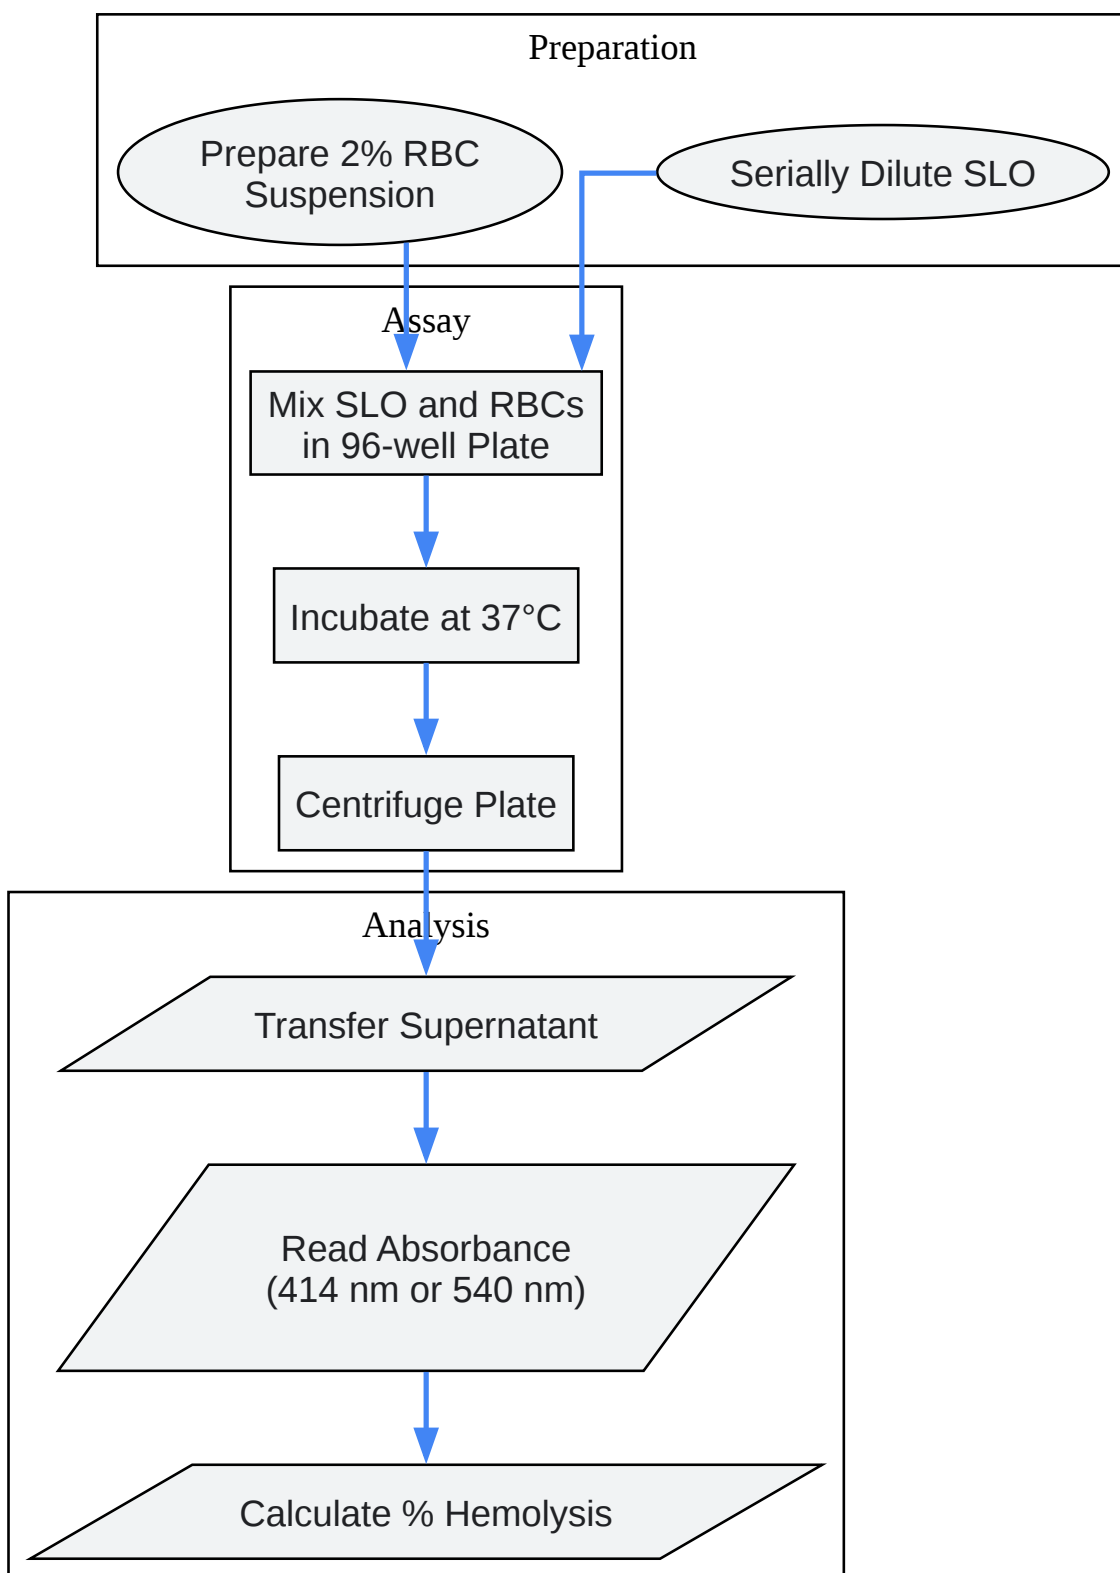 Preparation
Prepare 2% RBC
Suspension
Serially Dilute SLO
Assay
Mix SLO and RBCs
in 96-well Plate
Incubate at 37°C
Centrifuge Plate
Analysis
Transfer Supernatant
Read Absorbance
(414 nm or 540 nm)
Calculate % Hemolysis